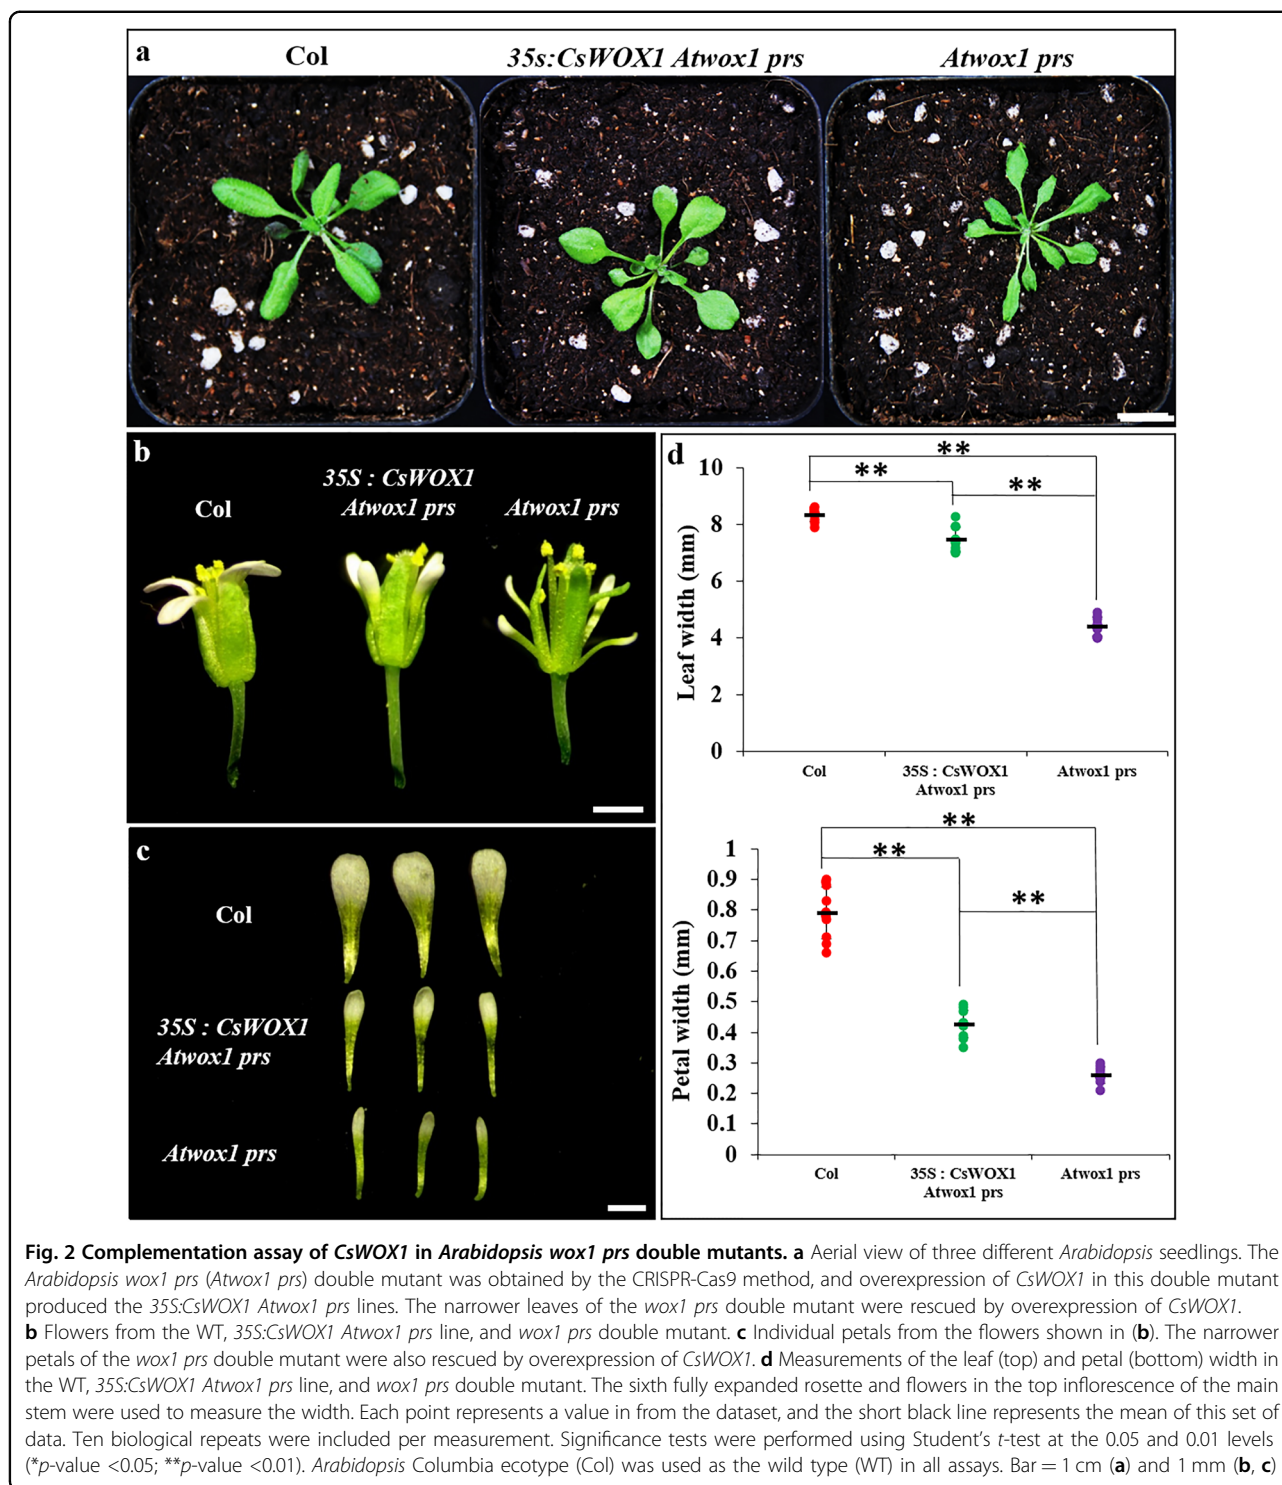 a
Col
35s:CsWOX1 Atwox1 prs
Atwox1 prs
b
Col
35S : CsWOX1
Atwox1 prs
Atwox1 prs
c
Col
35S : CsWOX1
Atwox1 prs
Atwox1 prs
d
Leaf width (mm)
10
8
6
4
2
0
**
**
**
Col
35S : CsWOX1
Atwox1 prs
Atwox1 prs
Petal width (mm)
1
0.9
0.8
0.7
0.6
0.5
0.4
0.3
0.2
0.1
0
**
**
**
Col
35S : CsWOX1
Atwox1 prs
Atwox1 prs
Fig. 2 Complementation assay of CsWOX1 in Arabidopsis wox1 prs double mutants. a Aerial view of three different Arabidopsis seedlings. The
Arabidopsis wox1 prs (Atwox1 prs) double mutant was obtained by the CRISPR-Cas9 method, and overexpression of CsWOX1 in this double mutant
produced the 35S:CsWOX1 Atwox1 prs lines. The narrower leaves of the wox1 prs double mutant were rescued by overexpression of CsWOX1.
b Flowers from the WT, 35S:CsWOX1 Atwox1 prs line, and wox1 prs double mutant. c Individual petals from the flowers shown in (b). The narrower
petals of the wox1 prs double mutant were also rescued by overexpression of CsWOX1. d Measurements of the leaf (top) and petal (bottom) width in
the WT, 35S:CsWOX1 Atwox1 prs line, and wox1 prs double mutant. The sixth fully expanded rosette and flowers in the top inflorescence of the main
stem were used to measure the width. Each point represents a value in from the dataset, and the short black line represents the mean of this set of
data. Ten biological repeats were included per measurement. Significance tests were performed using Student's t-test at the 0.05 and 0.01 levels
(*p-value <0.05; **p-value <0.01). Arabidopsis Columbia ecotype (Col) was used as the wild type (WT) in all assays. Bar = 1 cm (a) and 1 mm (b, c)